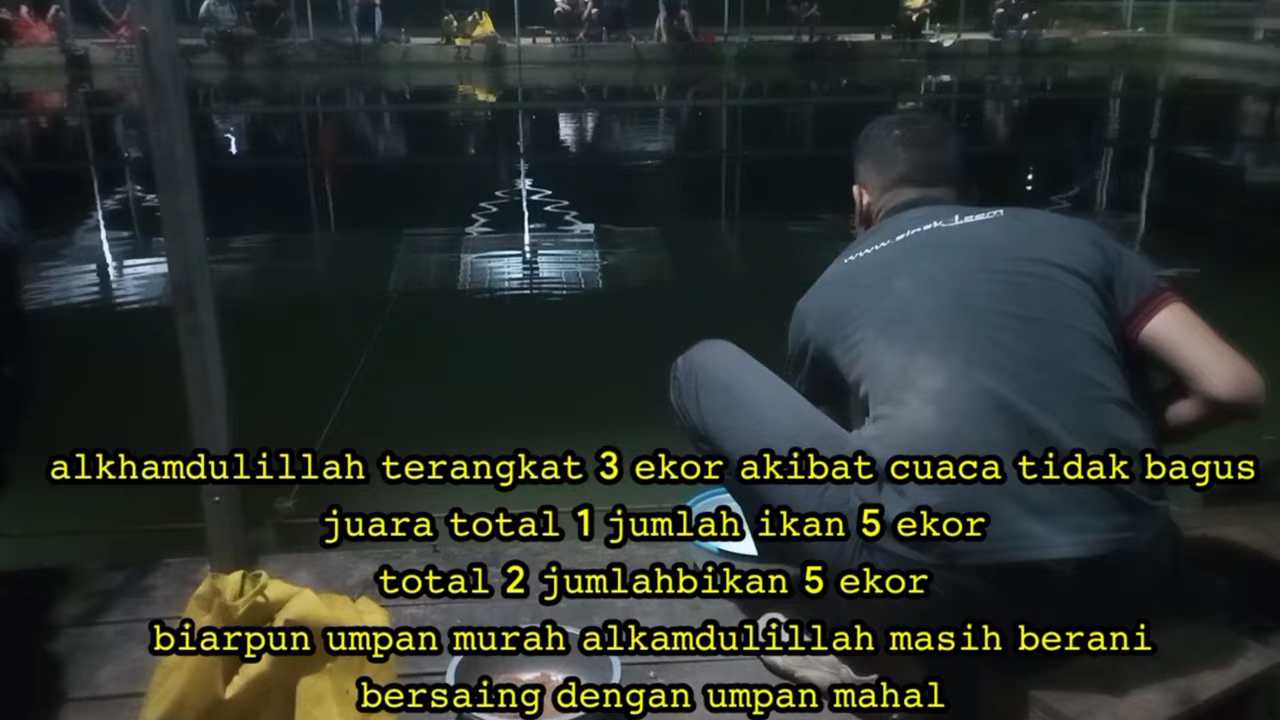 alkhamdulillah terangkat 3 ekor akibat cuaca tidak bagus
juara total 1 jumlah ikan 5 ekor
total 2 jumlahbikan 5 ekor
biarpun umpan murah alkamdulillah masih berani
bersaing dengan umpan mahal